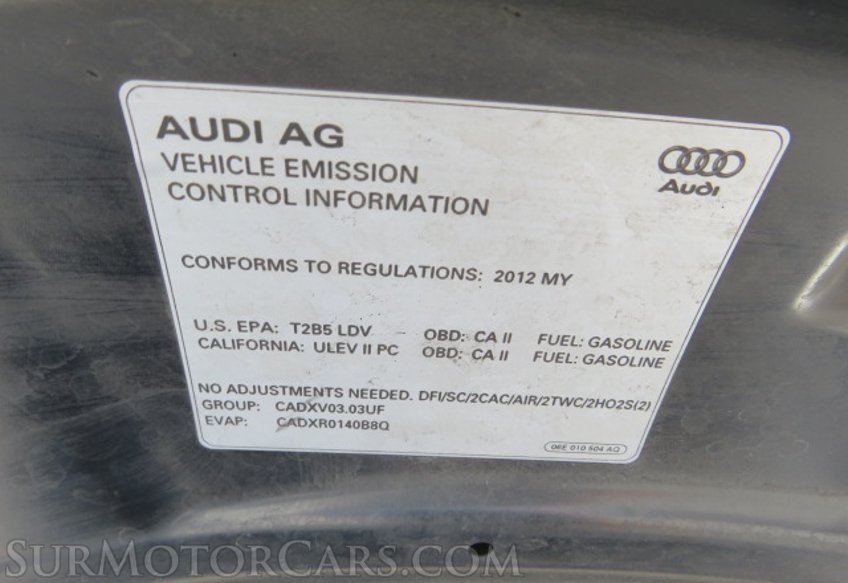 AUDI AG
VEHICLE EMISSION
CONTROL INFORMATION
Audi
CONFORMS TO REGULATIONS: 2012 MY
U.S. EPA: T2B5 LDV OBD: CA II FUEL: GASOLINE
CALIFORNIA: ULEV II PC OBD: CA II FUEL: GASOLINE
NO ADJUSTMENTS NEEDED. DFI/SC/2CAC/AIR/2TWC/2HO2S(2)
GROUP: CADXV03.03UF
EVAP: CADXR0140B8Q
06E 010 504 AQ
SurMotorCars.com